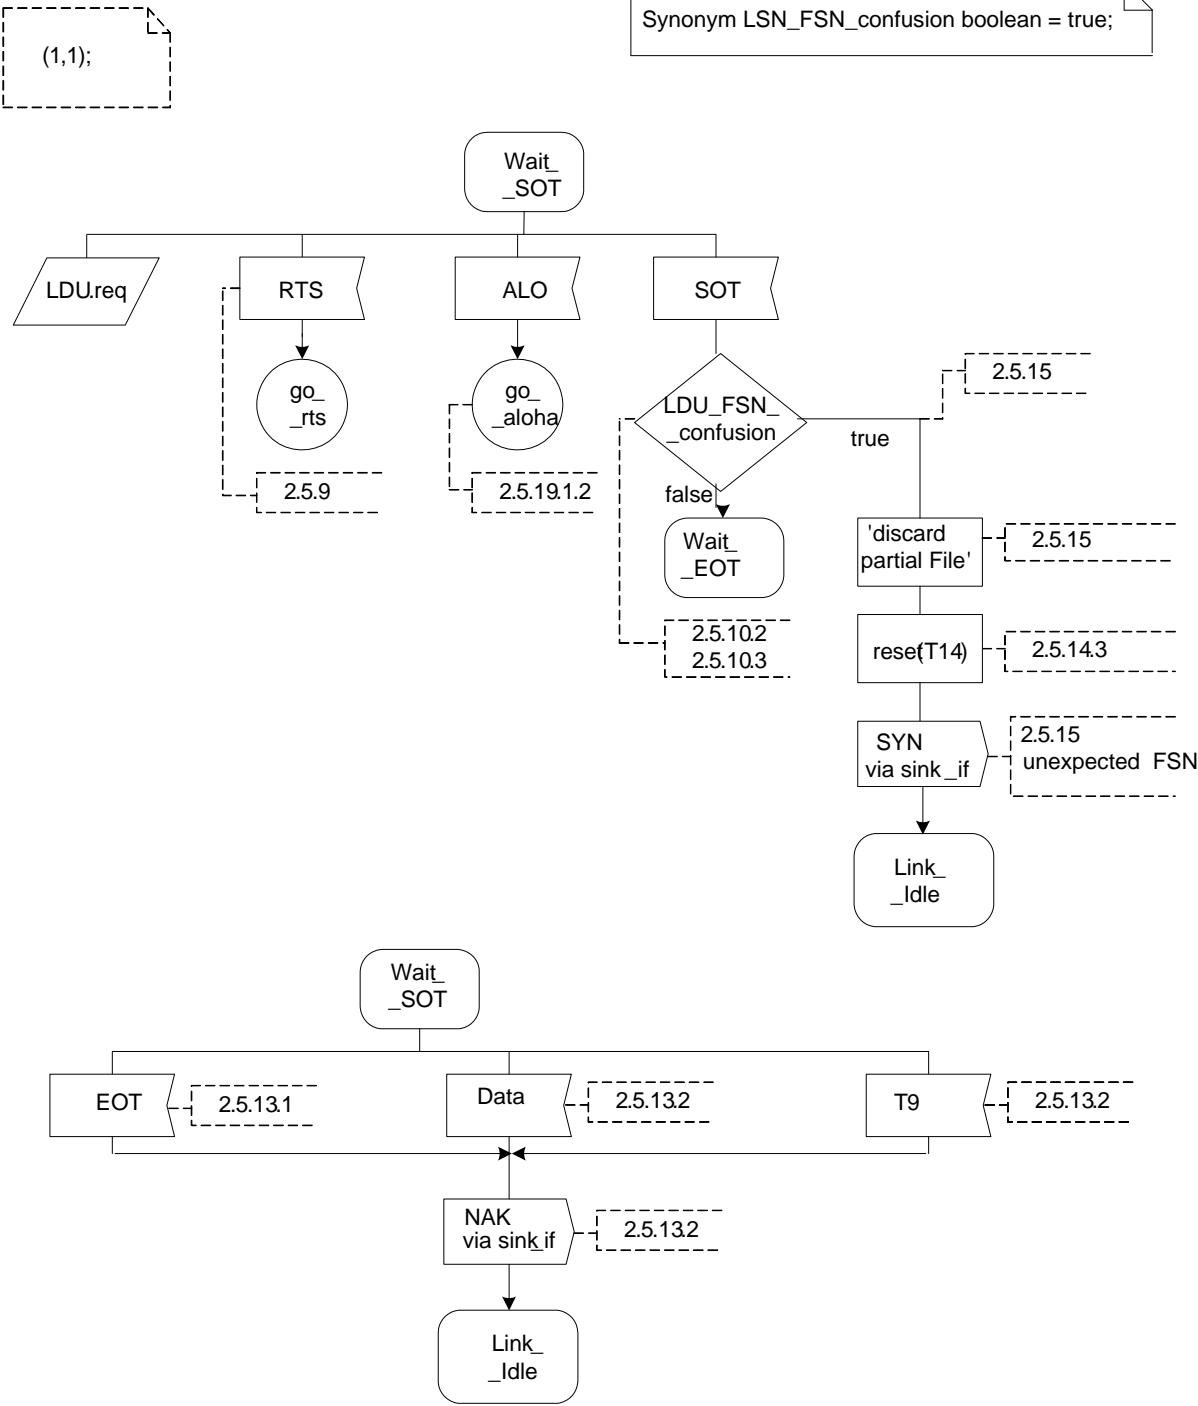 (1,1);
Synonym LSN_FSN_confusion boolean = true;
Wait_
_SOT
LDU.req
RTS
ALO
SOT
go_
_rts
go_
_aloha
LDU_FSN_
_confusion
true
2.5.15
2.5.9
2.5.19.1.2
false
Wait_
_EOT
'discard
partial File'
2.5.15
2.5.10.2
2.5.10.3
reset(T14)
2.5.14.3
SYN
via sink_if
2.5.15
unexpected FSN
Link_
_Idle
Wait_
_SOT
EOT
2.5.13.1
Data
2.5.13.2
T9
2.5.13.2
NAK
via sink_if
2.5.13.2
Link_
_Idle